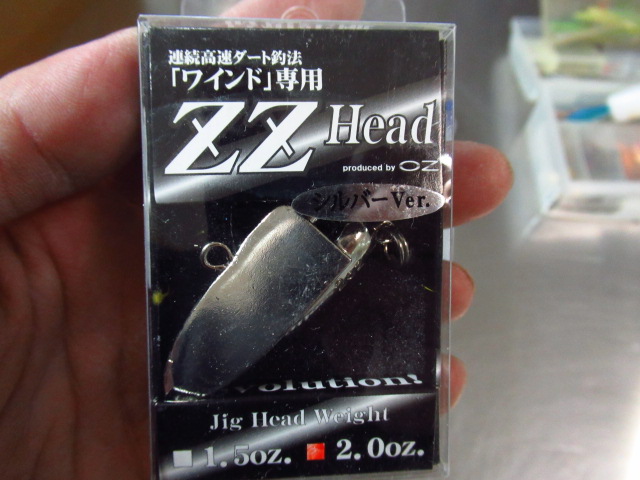 連続高速ダート釣法
「ワインド」専用
ZZ Head
produced by OZ
シルバーVer.
volution!
Jig Head Weight
1.5oz. 2.0oz.